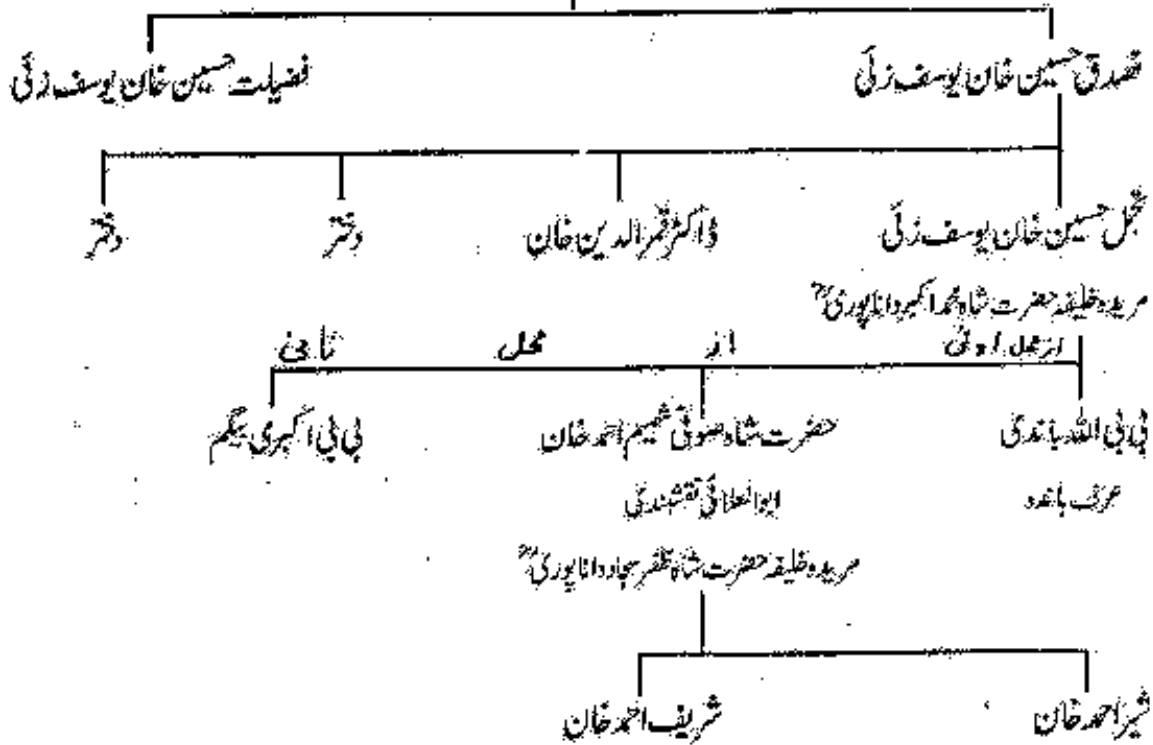 تصدق حسین خان یوسف زئی فضیلت حسین خان یوسف زئی
تجمل حسین خان یوسف زئی ڈاکٹر قمر الدین خان دختر دختر
مرید و خلیفہ حضرت شاہ محمد اکبر داناپوریؒ
از محل اولیٰ از محل ثانی
بی بی اللہ باندی حضرت شاہ صوفی شمیم احمد خان بی بی اکبری بیگم
عرف باندو ابوالعلائی نقشبندی
مرید و خلیفہ حضرت شاہ ظفر سجاد داناپوریؒ
احمد خان شریف احمد خان